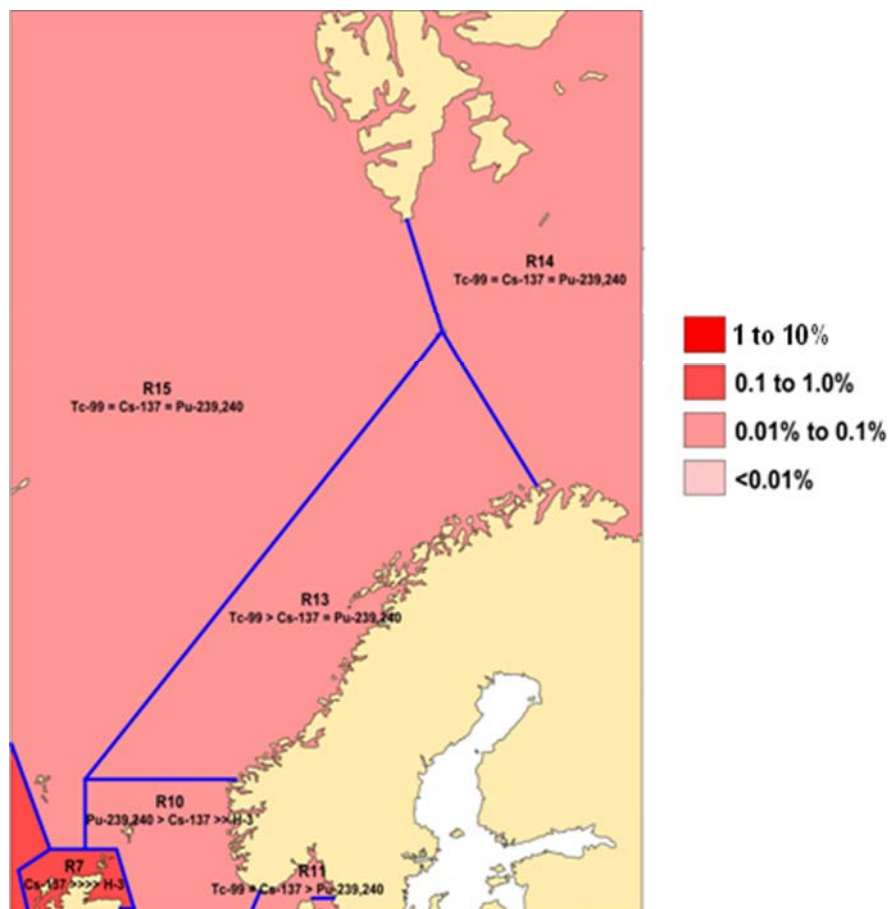 R14
Tc-99 = Cs-137 = Pu-239,240
R15
Tc-99 = Cs-137 = Pu-239,240
R13
Tc-99 > Cs-137 = Pu-239,240
R10
Pu-239,240 > Cs-137 >> H-3
R7
Cs-137 >>>> H-3
R11
Tc-99 = Cs-137 > Pu-239,240
1 to 10%
0.1 to 1.0%
0.01% to 0.1%
<0.01%